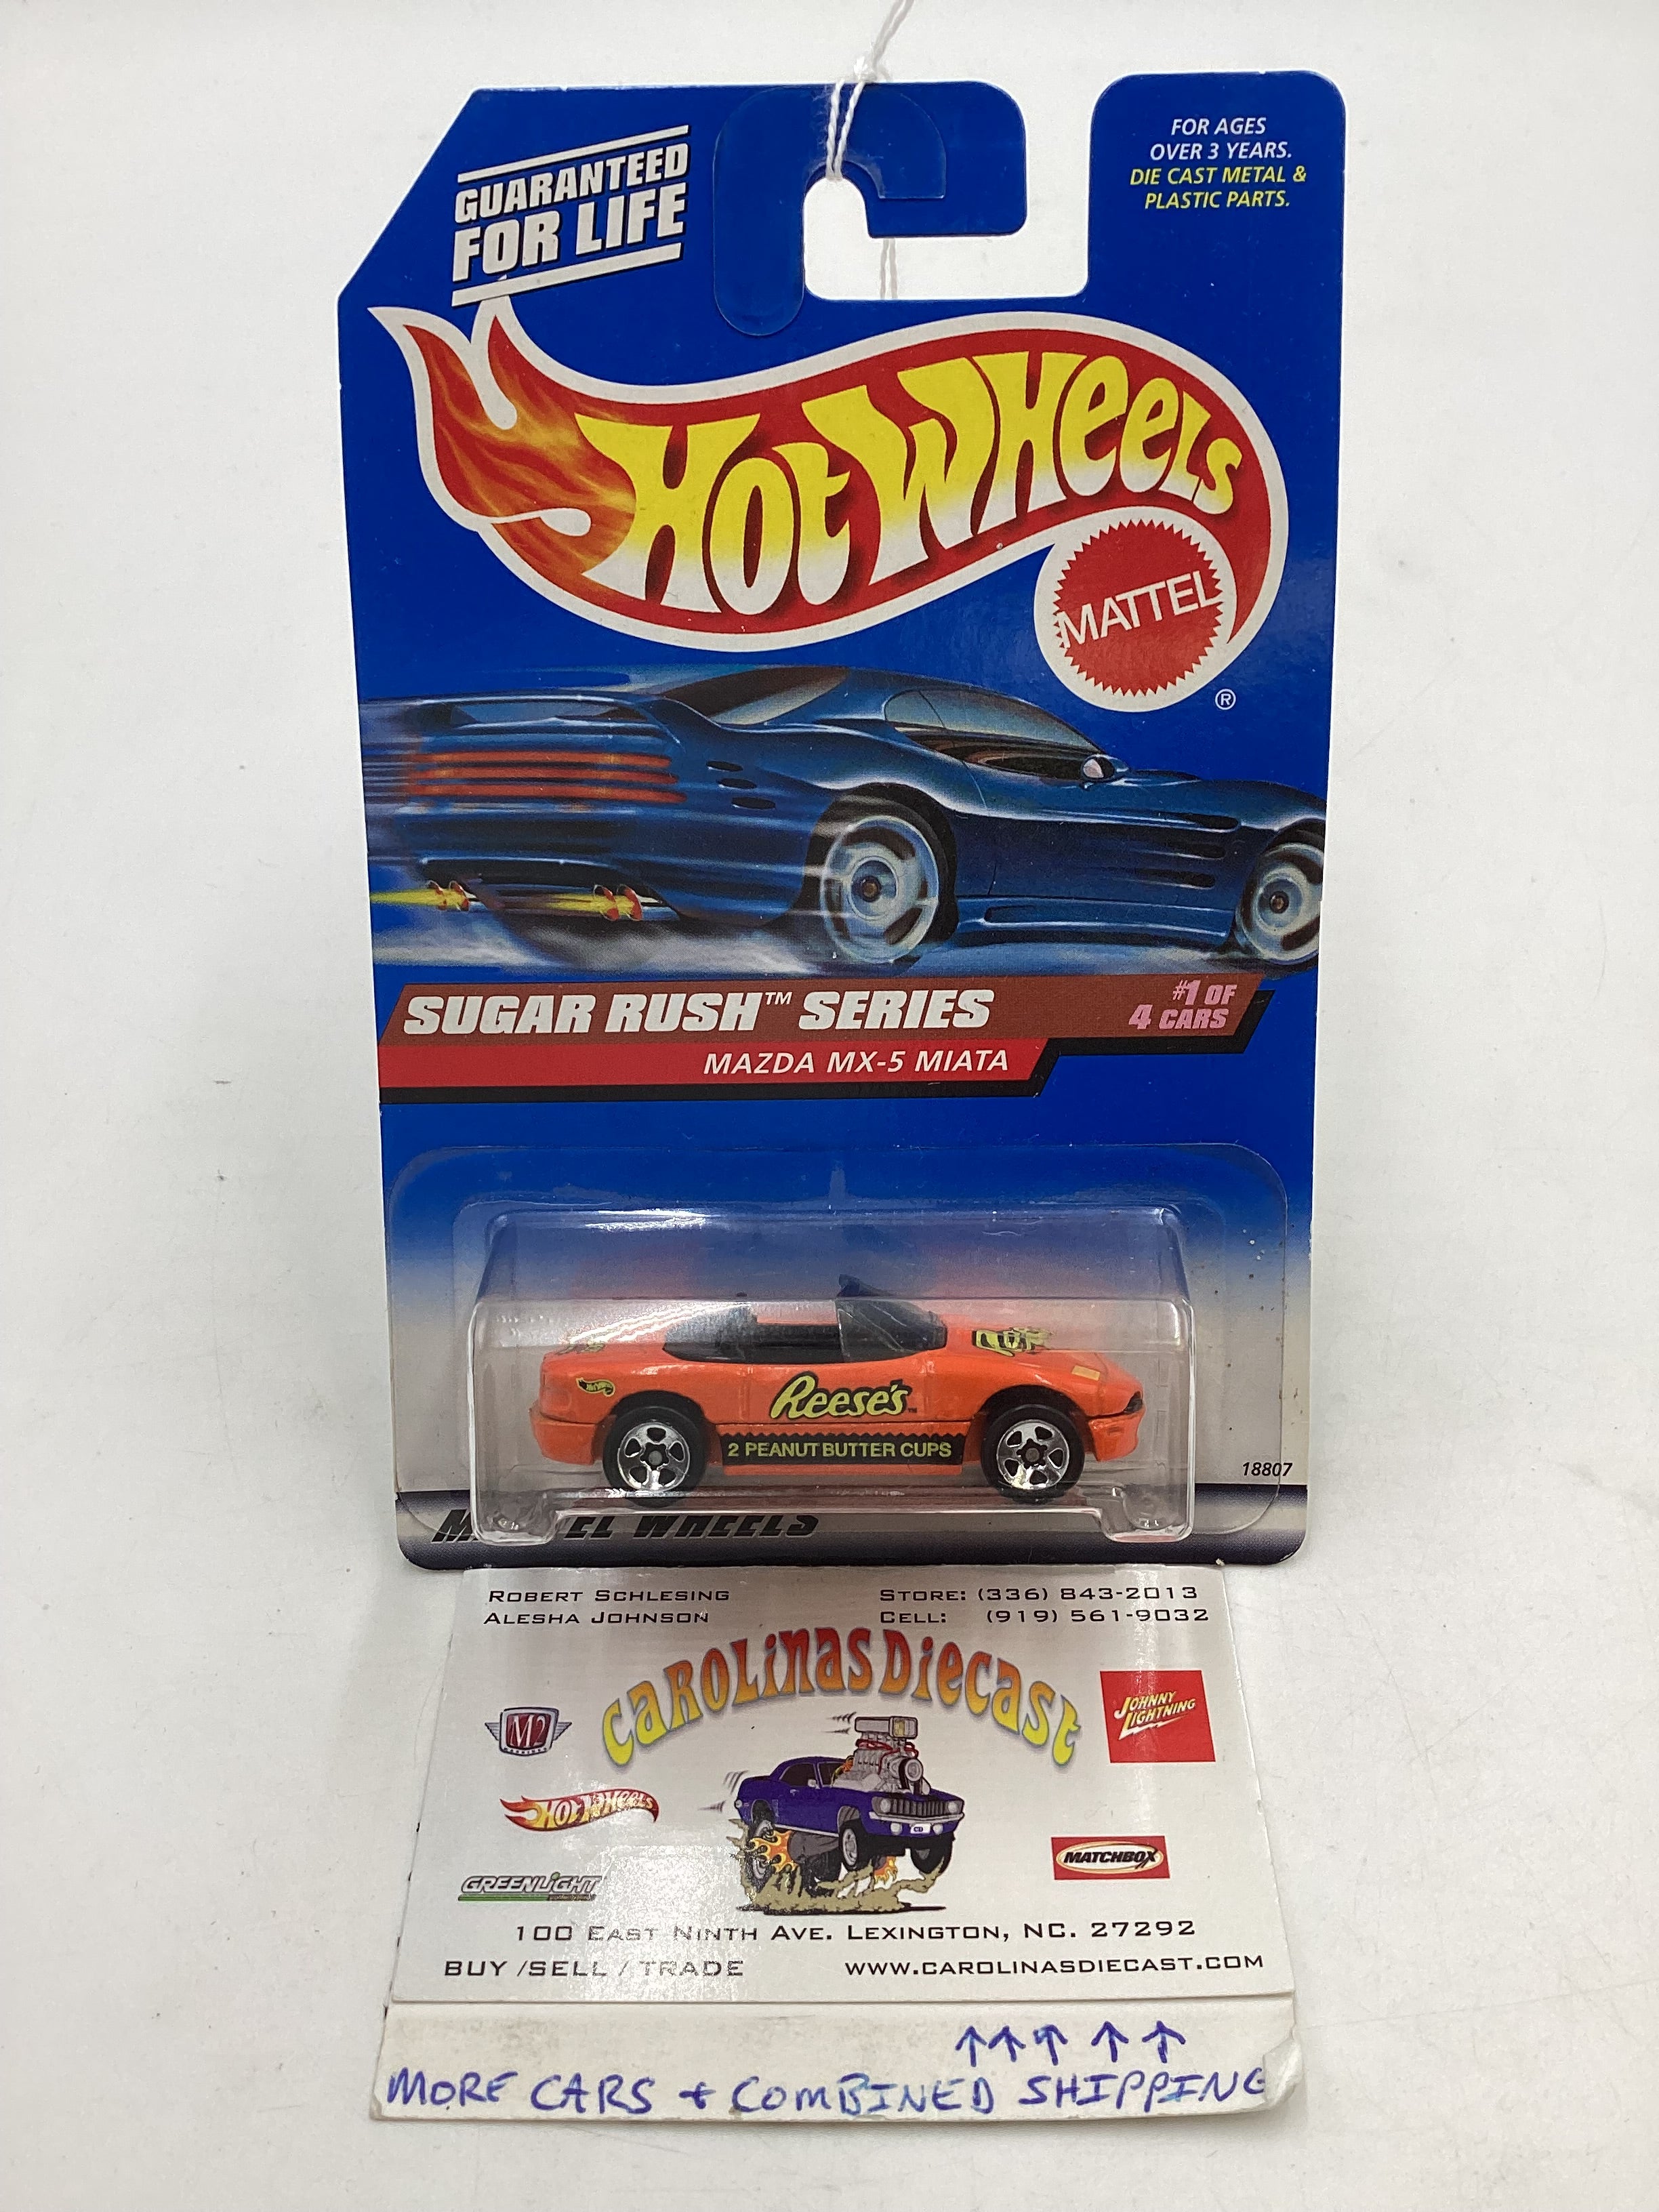 GUARANTEED
FOR LIFE
FOR AGES
OVER 3 YEARS.
DIE CAST METAL &
PLASTIC PARTS.
HOT WHEELS
MATTEL
®
SUGAR RUSH™ SERIES
#1 OF
4 CARS
MAZDA MX-5 MIATA
Reese's™
2 PEANUT BUTTER CUPS
18807
WHEELS
ROBERT SCHLESING
ALESHA JOHNSON
STORE: (336) 843-2013
CELL: (919) 561-9032
CAROLINAS DIECAST
M2
JOHNNY
LIGHTNING
HOT WHEELS
MATCHBOX
GREENLIGHT
100 EAST NINTH AVE. LEXINGTON, NC. 27292
BUY /SELL / TRADE
WWW.CAROLINASDIECAST.COM
MORE CARS + COMBINED SHIPPING